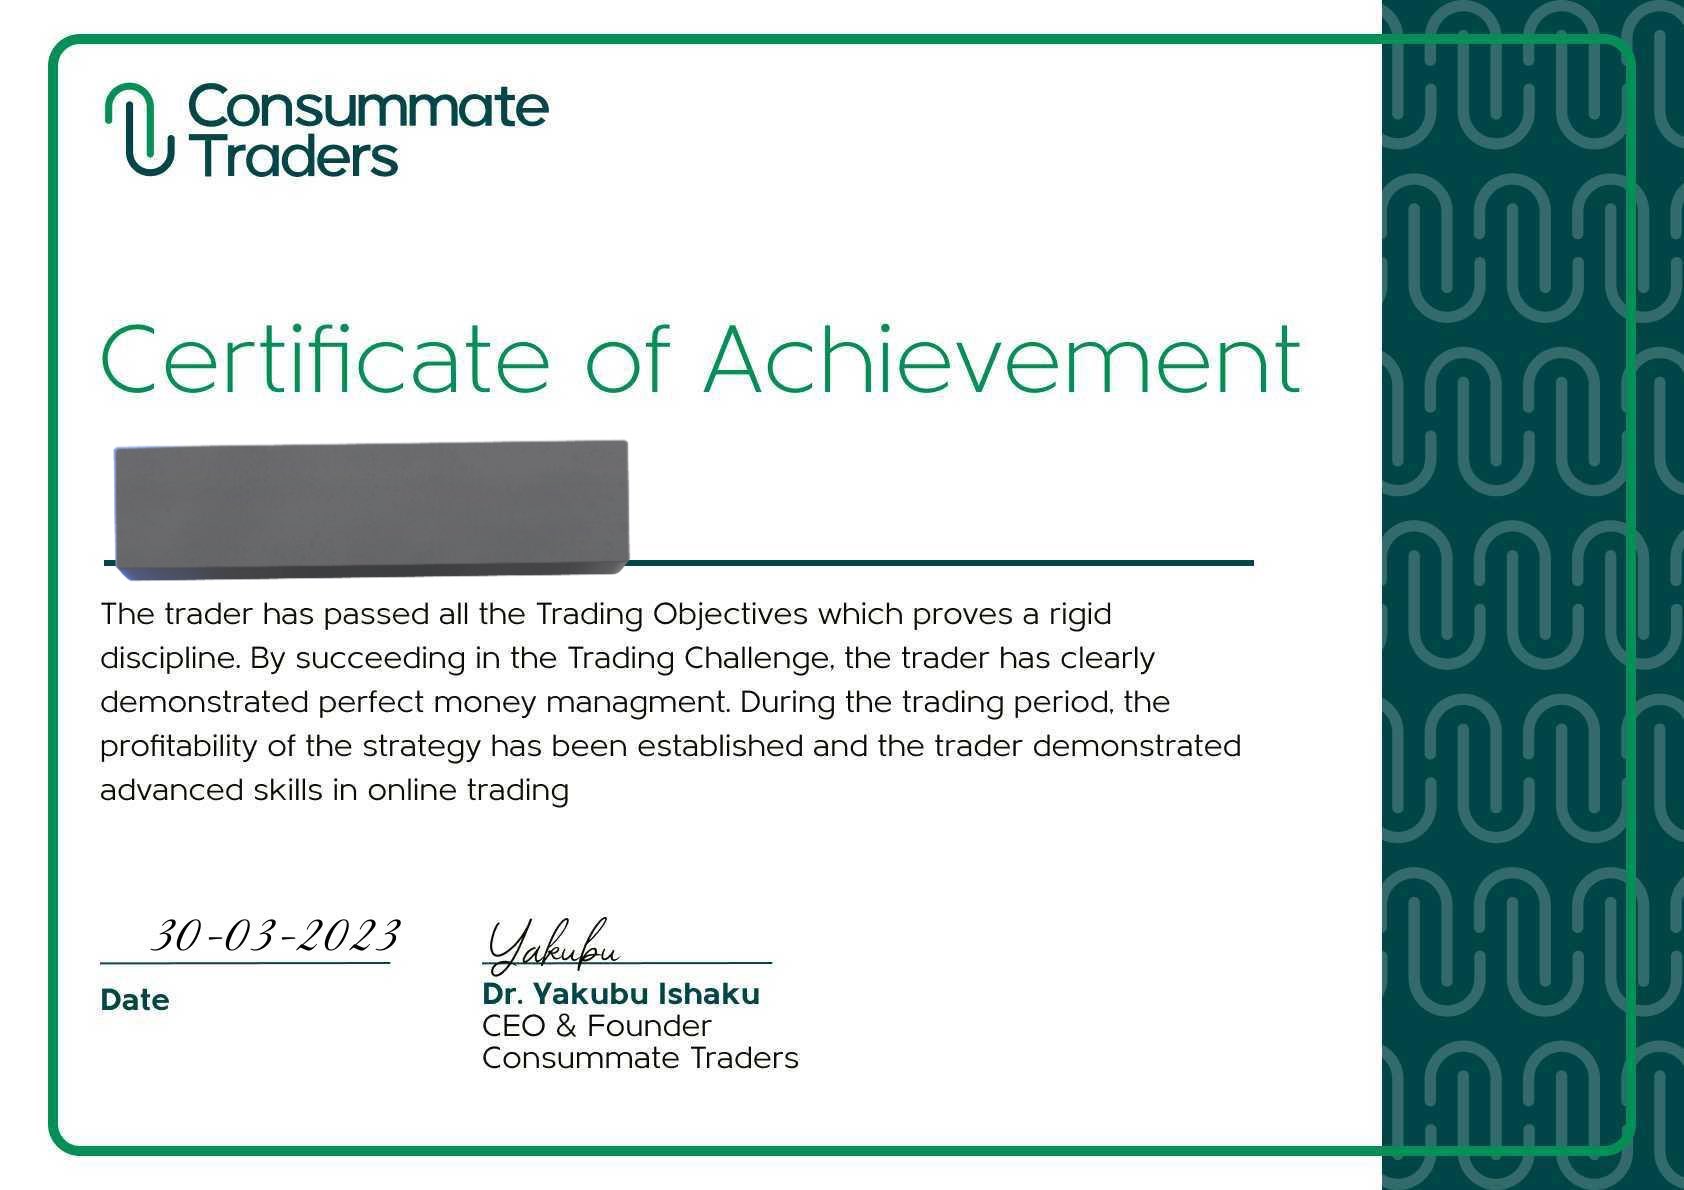 Consummate
Traders
Certificate of Achievement
The trader has passed all the Trading Objectives which proves a rigid
discipline. By succeeding in the Trading Challenge, the trader has clearly
demonstrated perfect money managment. During the trading period, the
profitability of the strategy has been established and the trader demonstrated
advanced skills in online trading
30-03-2023
Date
Yakubu
Dr. Yakubu Ishaku
CEO & Founder
Consummate Traders